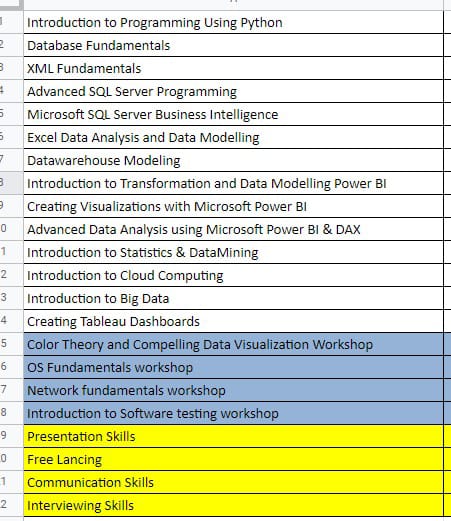 1 Introduction to Programming Using Python
2 Database Fundamentals
3 XML Fundamentals
4 Advanced SQL Server Programming
5 Microsoft SQL Server Business Intelligence
6 Excel Data Analysis and Data Modelling
7 Datawarehouse Modeling
8 Introduction to Transformation and Data Modelling Power BI
9 Creating Visualizations with Microsoft Power BI
0 Advanced Data Analysis using Microsoft Power BI & DAX
1 Introduction to Statistics & DataMining
2 Introduction to Cloud Computing
3 Introduction to Big Data
4 Creating Tableau Dashboards
5 Color Theory and Compelling Data Visualization Workshop
6 OS Fundamentals workshop
7 Network fundamentals workshop
8 Introduction to Software testing workshop
9 Presentation Skills
0 Free Lancing
1 Communication Skills
2 Interviewing Skills